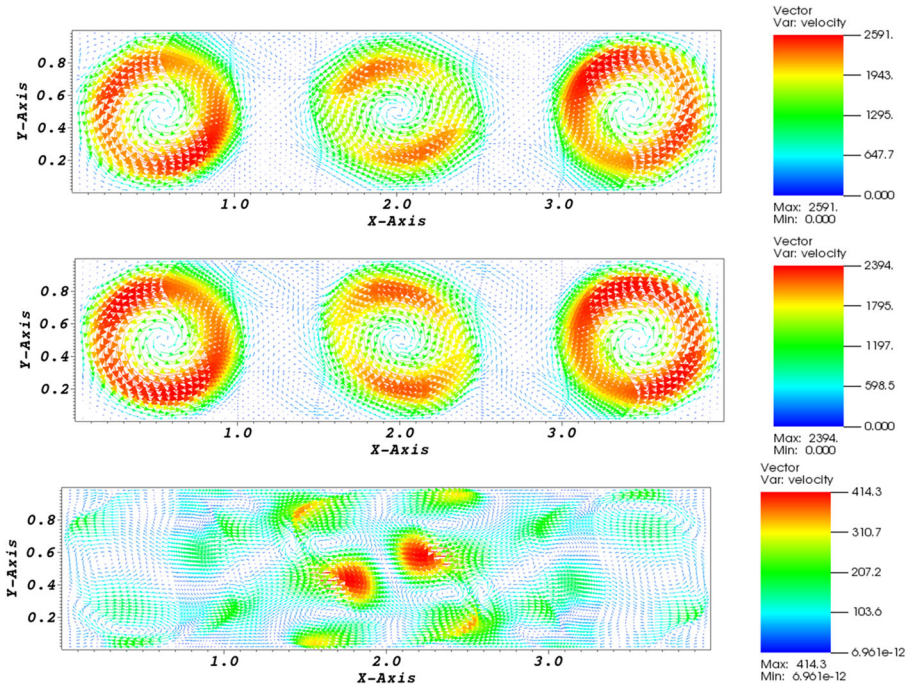 Vector
Var: velocity
2591.
1943.
1295.
647.7
0.000
Max: 2591.
Min: 0.000
Y-Axis
0.8
0.6
0.4
0.2
1.0
2.0
3.0
X-Axis
Vector
Var: velocity
2394.
1795.
1197.
598.5
0.000
Max: 2394.
Min: 0.000
Y-Axis
0.8
0.6
0.4
0.2
1.0
2.0
3.0
X-Axis
Vector
Var: velocity
414.3
310.7
207.2
103.6
6.961e-12
Max: 414.3
Min: 6.961e-12
Y-Axis
0.8
0.6
0.4
0.2
1.0
2.0
3.0
X-Axis